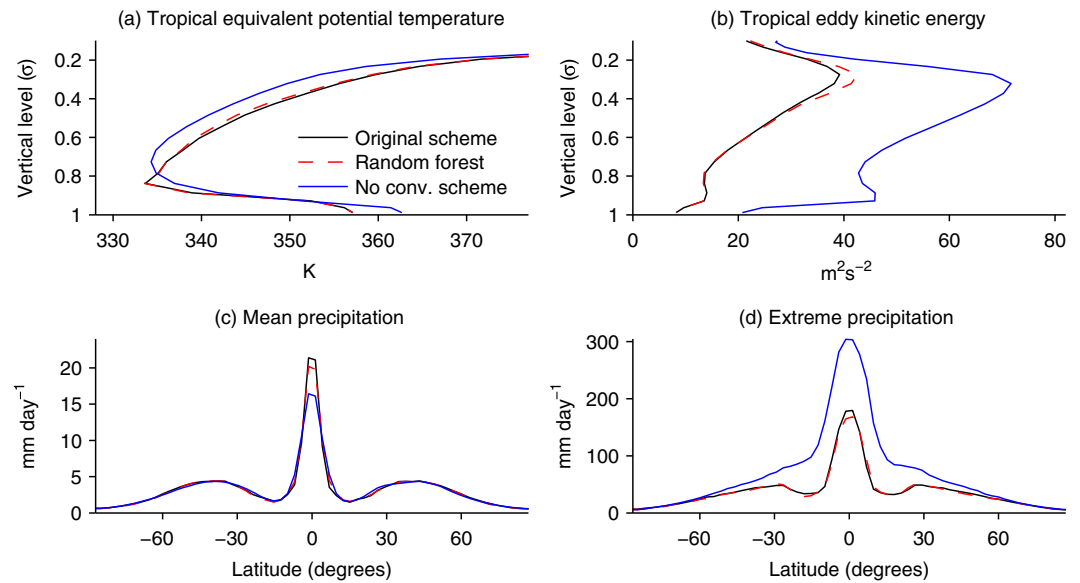 (a) Tropical equivalent potential temperature
Vertical level (σ)
0.2
0.4
0.6
0.8
1
Original scheme
Random forest
No conv. scheme
330 340 350 360 370
K
(b) Tropical eddy kinetic energy
Vertical level (σ)
0.2
0.4
0.6
0.8
1
0 20 40 60 80
m²s⁻²
(c) Mean precipitation
mm day⁻¹
20
15
10
5
0
−60 −30 0 30 60
Latitude (degrees)
(d) Extreme precipitation
mm day⁻¹
300
200
100
0
−60 −30 0 30 60
Latitude (degrees)